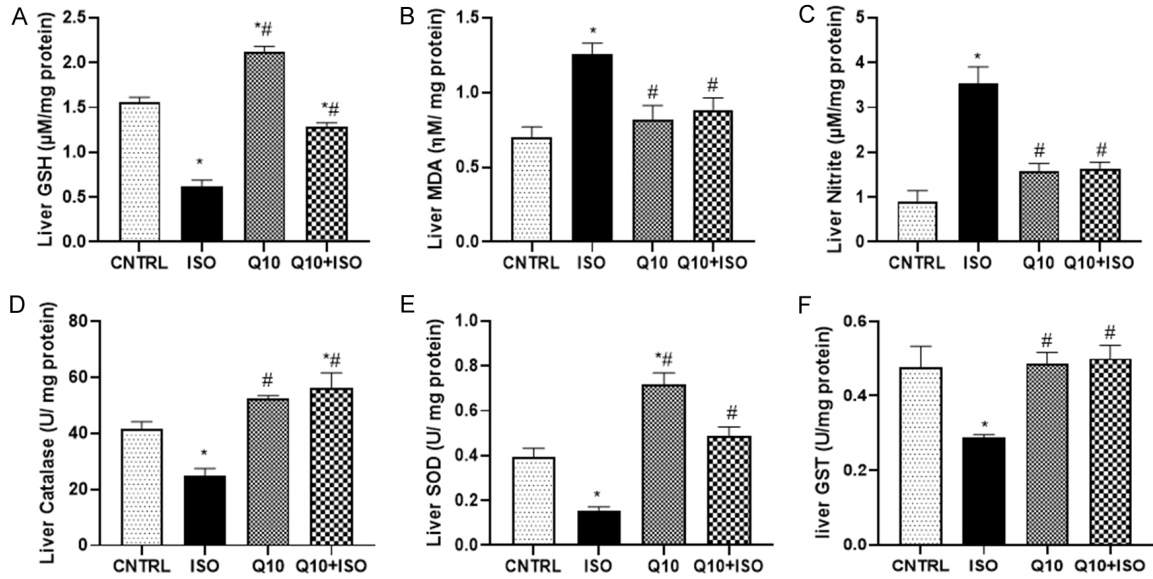 A
Liver GSH (µM/mg protein)
2.5
2.0
1.5
1.0
0.5
0.0
*
*#
*#
CNTRL ISO Q10 Q10+ISO
B
Liver MDA (ηM/ mg protein)
1.5
1.0
0.5
0.0
*
#
#
CNTRL ISO Q10 Q10+ISO
C
Liver Nitrite (µM/mg protein)
5
4
3
2
1
0
*
#
#
CNTRL ISO Q10 Q10+ISO
D
Liver Catalase (U/ mg protein)
80
60
40
20
0
*
#
*#
CNTRL ISO Q10 Q10+ISO
E
Liver SOD (U/ mg protein)
1.0
0.8
0.6
0.4
0.2
0.0
*
*#
#
CNTRL ISO Q10 Q10+ISO
F
liver GST (U/mg protein)
0.6
0.4
0.2
0.0
*
#
#
CNTRL ISO Q10 Q10+ISO